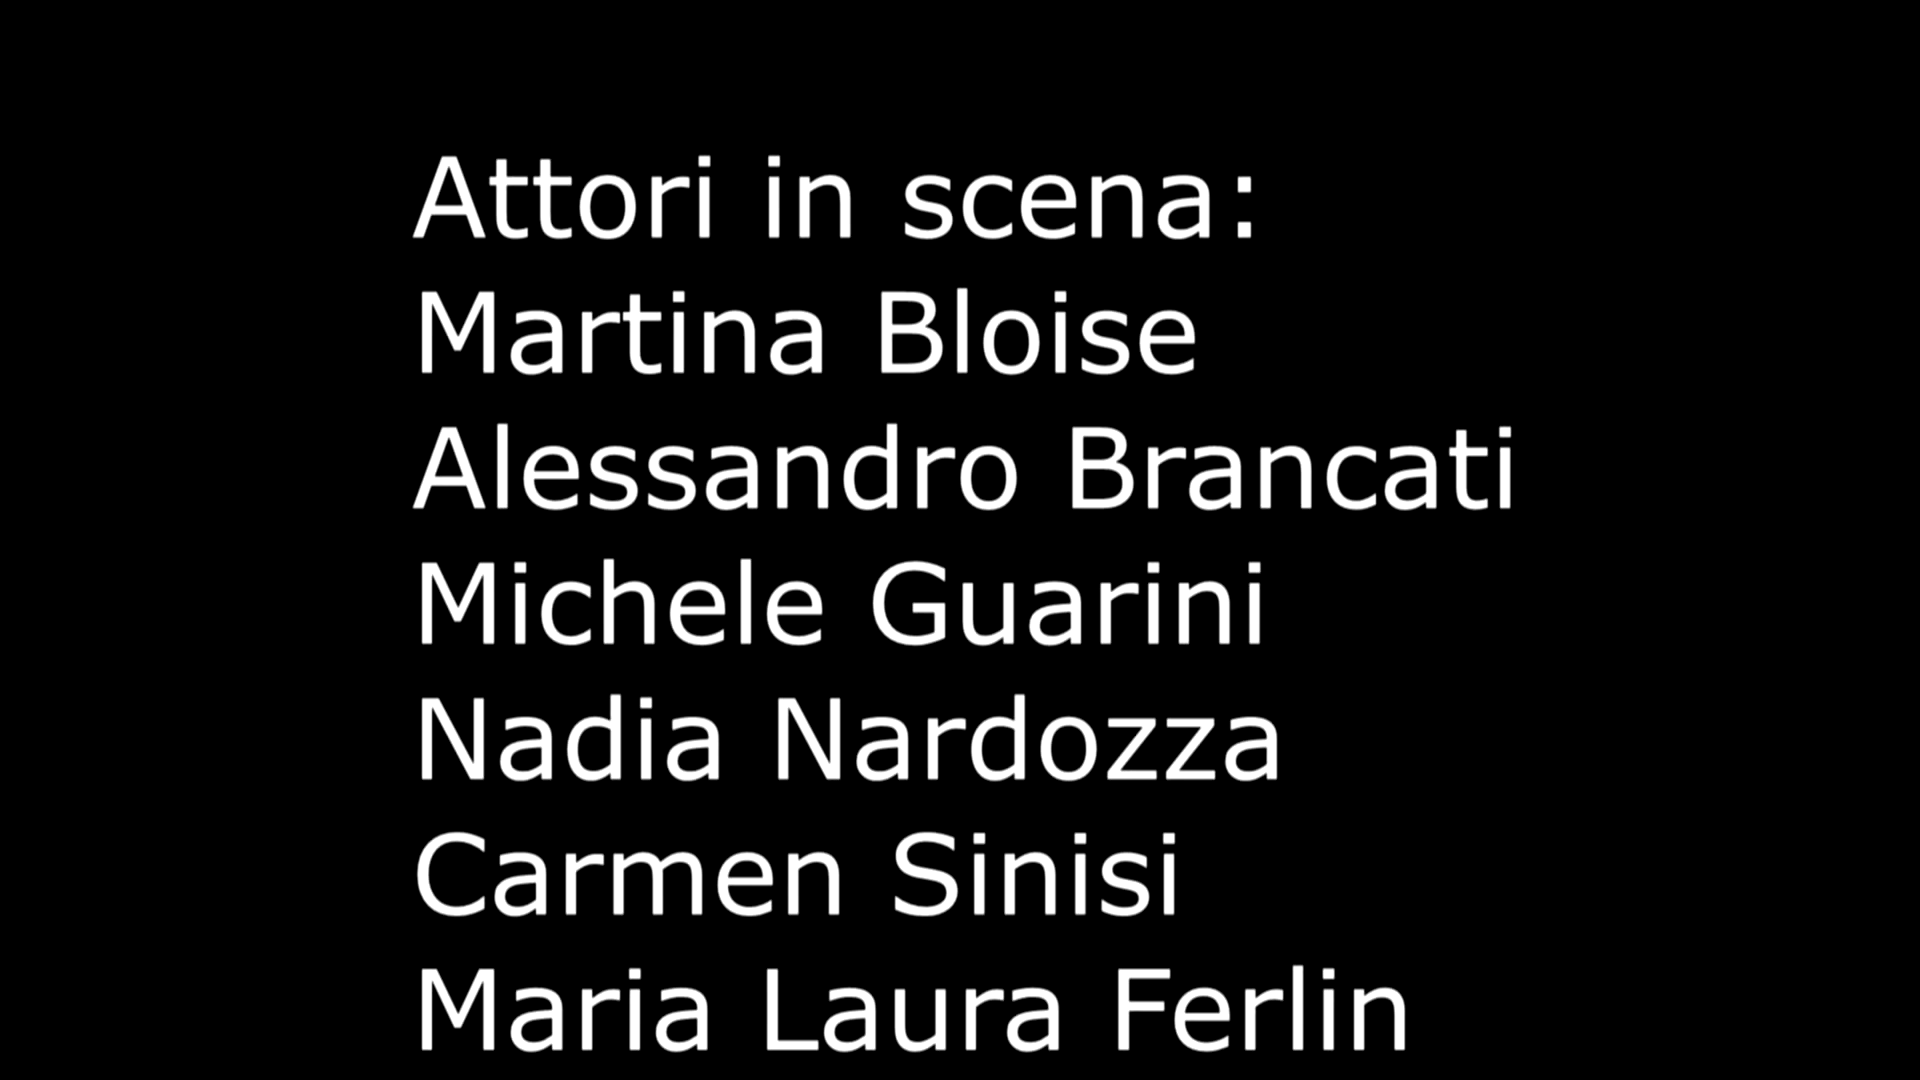 Attori in scena:
Martina Bloise
Alessandro Brancati
Michele Guarini
Nadia Nardozza
Carmen Sinisi
Maria Laura Ferlin